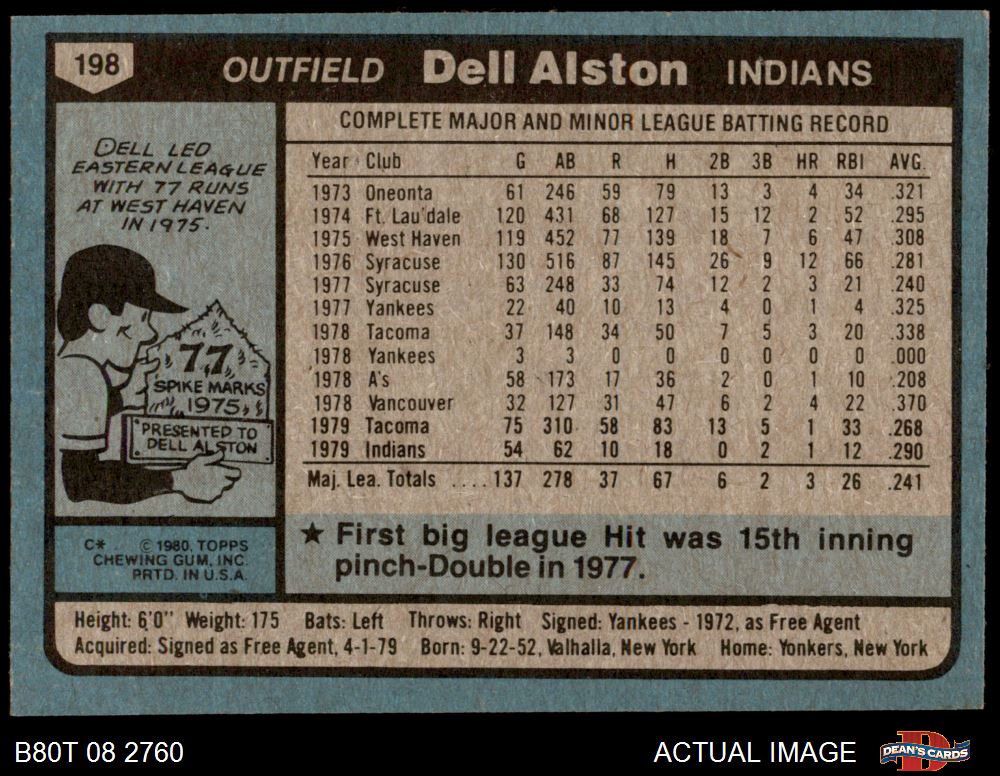 198 OUTFIELD Dell Alston INDIANS
DELL LED
EASTERN LEAGUE
WITH 77 RUNS
AT WEST HAVEN
IN 1975.
77
SPIKE MARKS
1975
PRESENTED TO
DELL ALSTON
C* © 1980, TOPPS
CHEWING GUM, INC.
PRTD. IN U.S.A.
COMPLETE MAJOR AND MINOR LEAGUE BATTING RECORD
Year Club G AB R H 2B 3B HR RBI AVG.
1973 Oneonta 61 246 59 79 13 3 4 34 .321
1974 Ft. Lau'dale 120 431 68 127 15 12 2 52 .295
1975 West Haven 119 452 77 139 18 7 6 47 .308
1976 Syracuse 130 516 87 145 26 9 12 66 .281
1977 Syracuse 63 248 33 74 12 2 3 21 .240
1977 Yankees 22 40 10 13 4 0 1 4 .325
1978 Tacoma 37 148 34 50 7 5 3 20 .338
1978 Yankees 3 3 0 0 0 0 0 0 .000
1978 A's 58 173 17 36 2 0 1 10 .208
1978 Vancouver 32 127 31 47 6 2 4 22 .370
1979 Tacoma 75 310 58 83 13 5 1 33 .268
1979 Indians 54 62 10 18 0 2 1 12 .290
Maj. Lea. Totals ....137 278 37 67 6 2 3 26 .241
★ First big league Hit was 15th inning
pinch-Double in 1977.
Height: 6'0" Weight: 175 Bats: Left Throws: Right Signed: Yankees - 1972, as Free Agent
Acquired: Signed as Free Agent, 4-1-79 Born: 9-22-52, Valhalla, New York Home: Yonkers, New York
B80T 08 2760 ACTUAL IMAGE DEAN'S CARDS